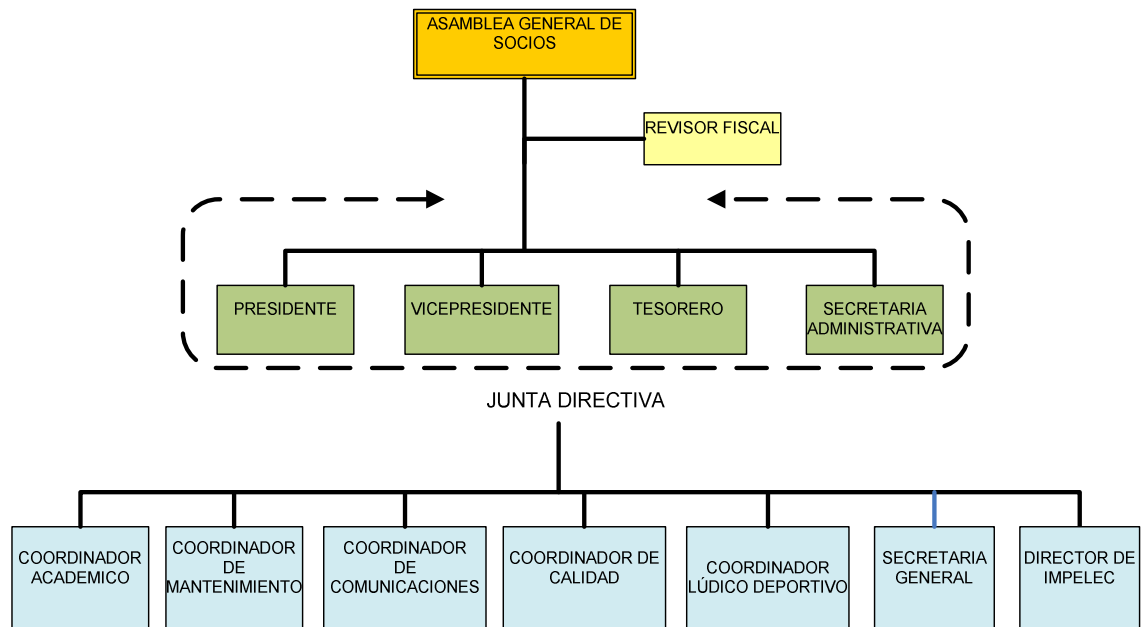 ASAMBLEA GENERAL DE
SOCIOS
REVISOR FISCAL
PRESIDENTE
VICEPRESIDENTE
TESORERO
SECRETARIA
ADMINISTRATIVA
JUNTA DIRECTIVA
COORDINADOR
ACADEMICO
COORDINADOR
DE
MANTENIMIENTO
COORDINADOR
DE
COMUNICACIONES
COORDINADOR DE
CALIDAD
COORDINADOR
LÚDICO DEPORTIVO
SECRETARIA
GENERAL
DIRECTOR DE
IMPELEC